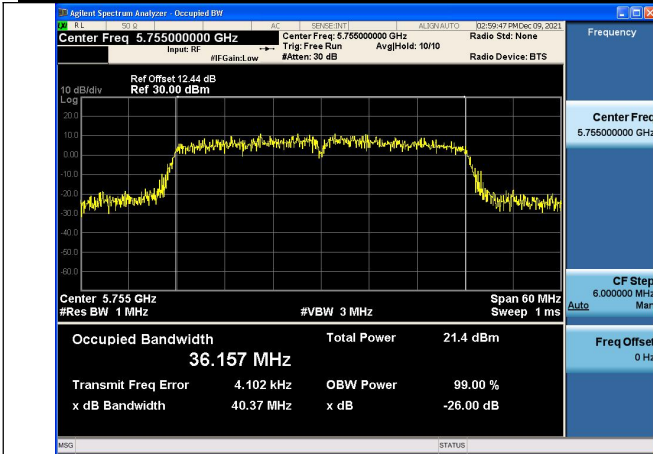 Agilent Spectrum Analyzer - Occupied BW
RL 50 Ω AC SENSE:INT ALIGNAUTO 02:59:47 PMDec 09, 2021
Center Freq 5.755000000 GHz
Center Freq: 5.755000000 GHz
Radio Std: None
Input: RF
Trig: Free Run Avg|Hold: 10/10
#IFGain:Low
#Atten: 30 dB
Radio Device: BTS
Ref Offset 12.44 dB
10 dB/div Ref 30.00 dBm
Log
20.0
10.0
0.00
-10.0
-20.0
-30.0
-40.0
-50.0
-60.0
Center 5.755 GHz Span 60 MHz
#Res BW 1 MHz #VBW 3 MHz Sweep 1 ms
Occupied Bandwidth Total Power 21.4 dBm
36.157 MHz
Transmit Freq Error 4.102 kHz OBW Power 99.00 %
x dB Bandwidth 40.37 MHz x dB -26.00 dB
MSG STATUS
Frequency
Center Freq
5.755000000 GHz
CF Step
6.000000 MHz
Auto Man
Freq Offset
0 Hz